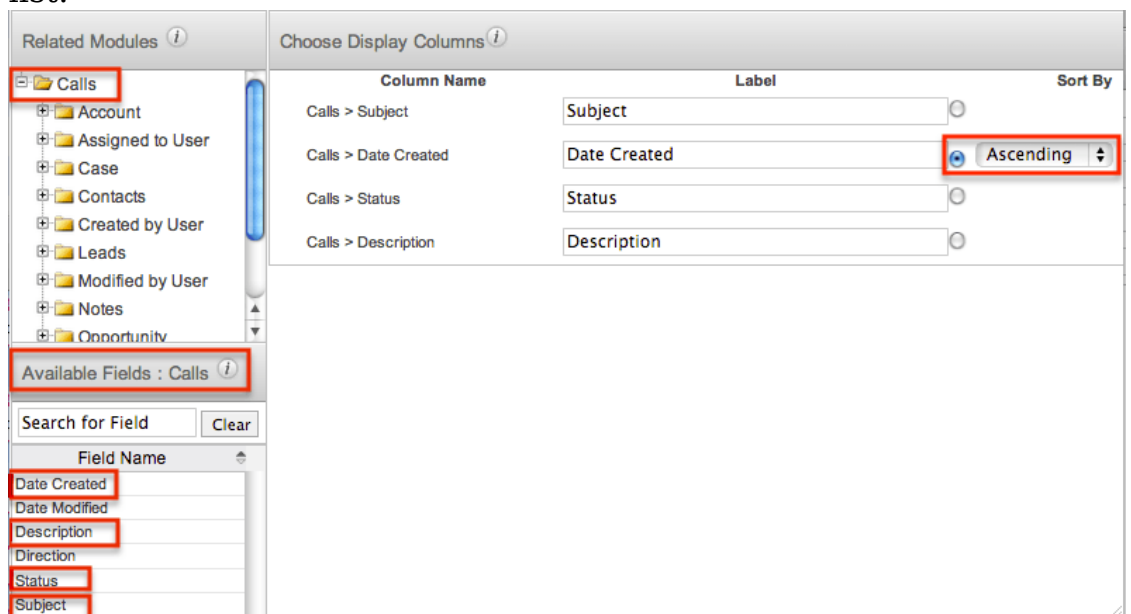 Related Modules i
Choose Display Columns i
Calls
Account
Assigned to User
Case
Contacts
Created by User
Leads
Modified by User
Notes
Opportunity
Column Name Label Sort By
Calls > Subject Subject
Calls > Date Created Date Created Ascending
Calls > Status Status
Calls > Description Description
Available Fields : Calls i
Search for Field Clear
Field Name
Date Created
Date Modified
Description
Direction
Status
Subject